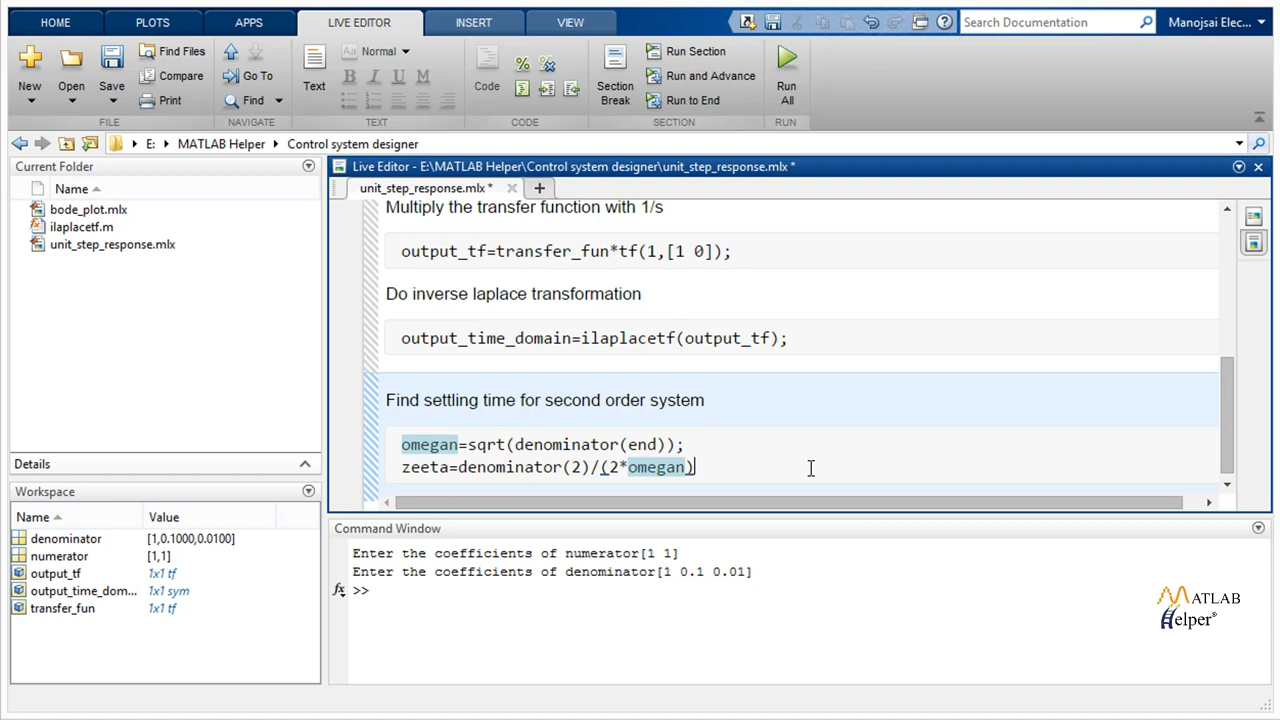 HOME
PLOTS
APPS
LIVE EDITOR
INSERT
VIEW
Search Documentation
Manojsai Elec...
New
Open
Save
Find Files
Compare
Print
FILE
Go To
Find
NAVIGATE
Text
Aa Normal
B I U M
TEXT
Code
CODE
Section Break
Run Section
Run and Advance
Run to End
SECTION
Run All
RUN
E: MATLAB Helper Control system designer
Current Folder
Name
bode_plot.mlx
ilaplacetf.m
unit_step_response.mlx
Details
Workspace
Name Value
denominator [1,0.1000,0.0100]
numerator [1,1]
output_tf 1x1 tf
output_time_dom... 1x1 sym
transfer_fun 1x1 tf
Live Editor - E:\MATLAB Helper\Control system designer\unit_step_response.mlx *
unit_step_response.mlx *
Multiply the transfer function with 1/s
output_tf=transfer_fun*tf(1,[1 0]);
Do inverse laplace transformation
output_time_domain=ilaplacetf(output_tf);
Find settling time for second order system
omegan=sqrt(denominator(end));
zeeta=denominator(2)/(2*omegan)
Command Window
Enter the coefficients of numerator[1 1]
Enter the coefficients of denominator[1 0.1 0.01]
fx >>
MATLAB
Helper®